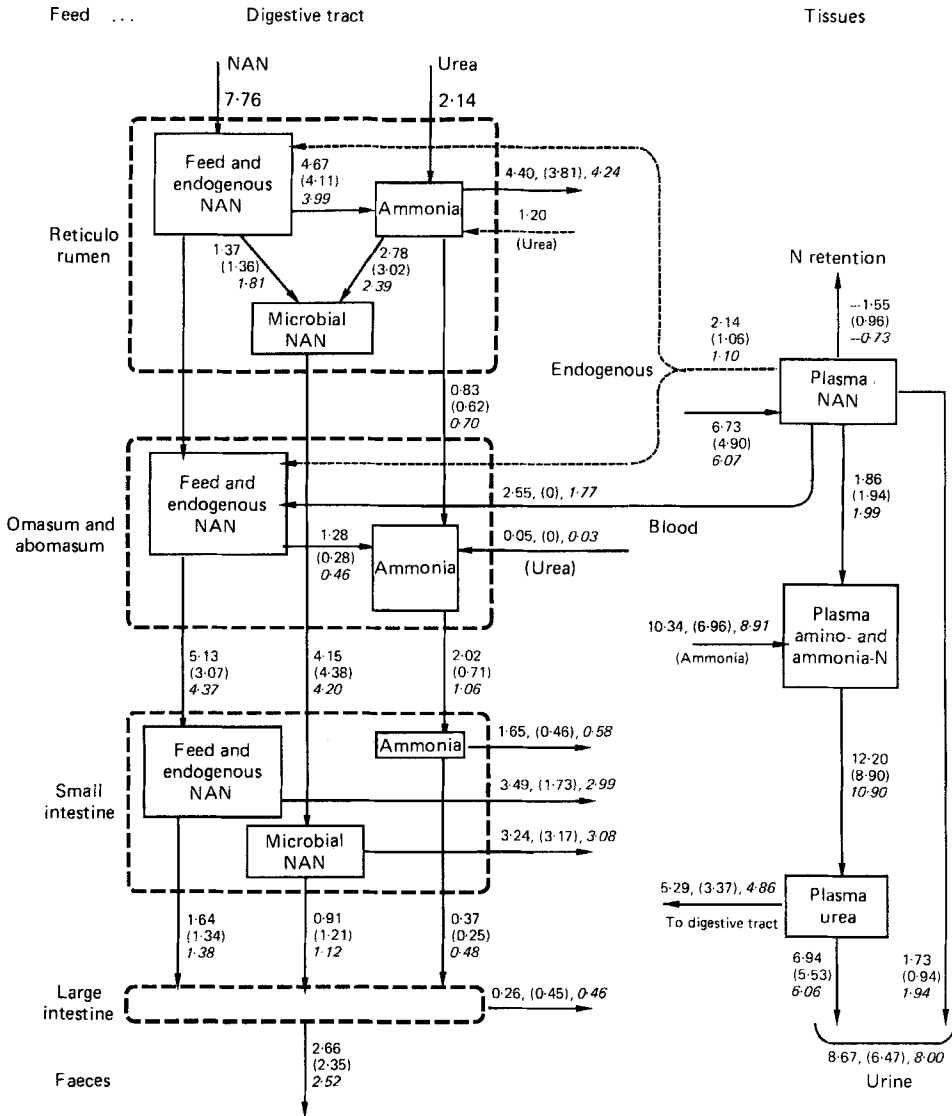 Feed ... Digestive tract Tissues
NAN Urea
7·76 2·14
Feed and
endogenous
NAN
4·67
(4·11)
3·99
Ammonia
4·40, (3·81), 4·24
1·20
(Urea)
Reticulo
rumen
1·37
(1·36)
1·81
2·78
(3·02)
2·39
Microbial
NAN
N retention
−1·55
(0·96)
−0·73
Endogenous
2·14
(1·06)
1·10
Plasma
NAN
0·83
(0·62)
0·70
6·73
(4·90)
6·07
Feed and
endogenous
NAN
2·55, (0), 1·77
Blood
1·86
(1·94)
1·99
Omasum and
abomasum
1·28
(0·28)
0·46
Ammonia
0·05, (0), 0·03
(Urea)
Plasma
amino- and
ammonia-N
10·34, (6·96), 8·91
(Ammonia)
5·13
(3·07)
4·37
4·15
(4·38)
4·20
2·02
(0·71)
1·06
Feed and
endogenous
NAN
Ammonia
1·65, (0·46), 0·58
Small
intestine
3·49, (1·73), 2·99
Microbial
NAN
3·24, (3·17), 3·08
12·20
(8·90)
10·90
5·29, (3·37), 4·86
To digestive tract
Plasma
urea
1·64
(1·34)
1·38
0·91
(1·21)
1·12
0·37
(0·25)
0·48
6·94
(5·53)
6·06
1·73
(0·94)
1·94
Large
intestine
0·26, (0·45), 0·46
2·66
(2·35)
2·52
Faeces
8·67, (6·47), 8·00
Urine